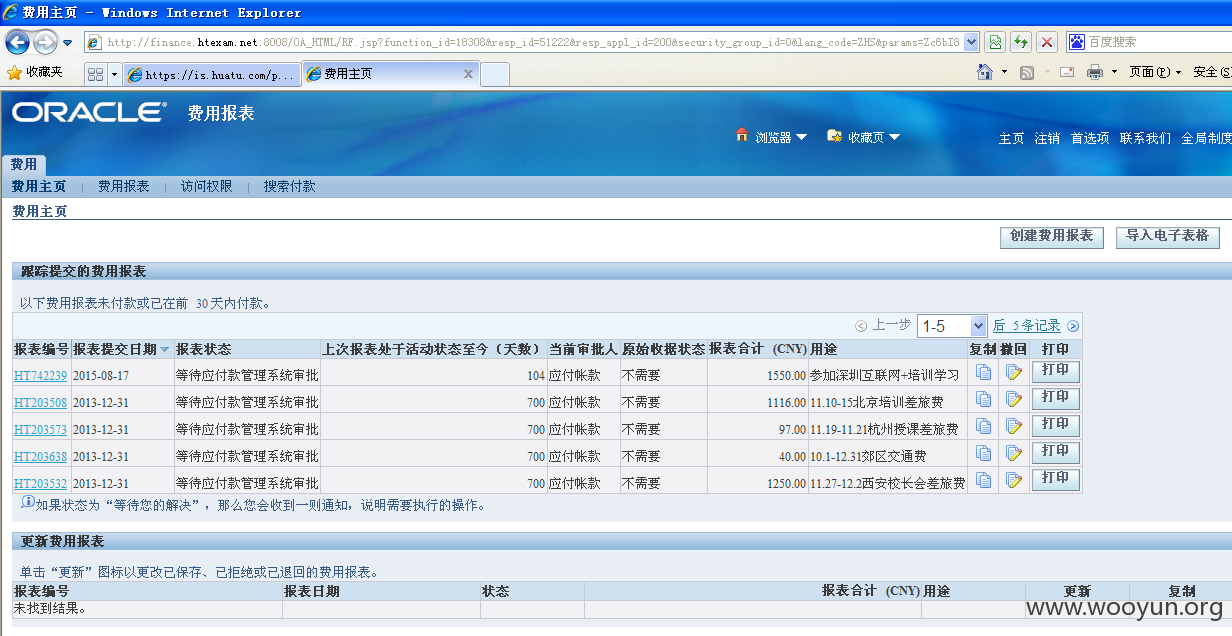 费用主页 - Windows Internet Explorer
http://finance.htexam.net:8008/OA_HTML/RF.jsp?function_id=18308&resp_id=51222&resp_appl_id=200&security_group_id=0&lang_code=ZHS&params=Zc6bI8 百度搜索
收藏夹 https://is.huatu.com/p... 费用主页 页面(P) 安全(S
ORACLE 费用报表
浏览器 收藏页 主页 注销 首选项 联系我们 全局制度
费用
费用主页 | 费用报表 | 访问权限 | 搜索付款
费用主页
创建费用报表 导入电子表格
跟踪提交的费用报表
以下费用报表未付款或已在前 30天内付款。
上一步 1-5 后 5条记录
报表编号 报表提交日期 报表状态 上次报表处于活动状态至今（天数） 当前审批人 原始收据状态 报表合计 (CNY) 用途 复制 撤回 打印
HT742239 2015-08-17 等待应付款管理系统审批 104 应付帐款 不需要 1550.00 参加深圳互联网+培训学习 打印
HT203508 2013-12-31 等待应付款管理系统审批 700 应付帐款 不需要 1116.00 11.10-15北京培训差旅费 打印
HT203573 2013-12-31 等待应付款管理系统审批 700 应付帐款 不需要 97.00 11.19-11.21杭州授课差旅费 打印
HT203638 2013-12-31 等待应付款管理系统审批 700 应付帐款 不需要 40.00 10.1-12.31郊区交通费 打印
HT203532 2013-12-31 等待应付款管理系统审批 700 应付帐款 不需要 1250.00 11.27-12.2西安校长会差旅费 打印
如果状态为“等待您的解决”，那么您会收到一则通知，说明需要执行的操作。
更新费用报表
单击“更新”图标以更改已保存、已拒绝或已退回的费用报表。
报表编号 报表日期 状态 报表合计 (CNY) 用途 更新 复制
未找到结果。
www.wooyun.org